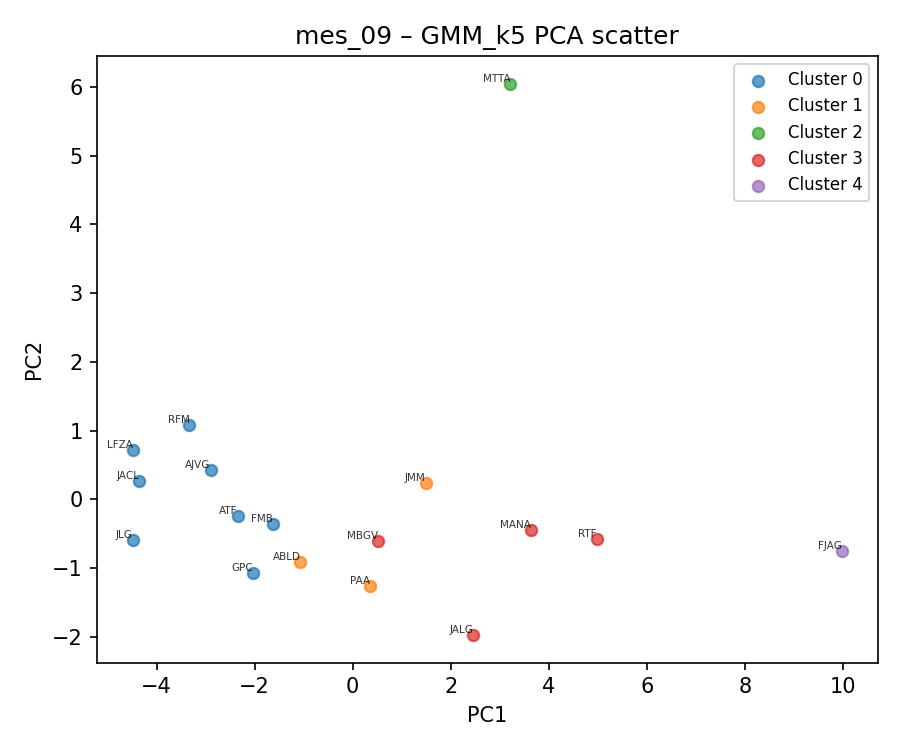 mes_09 – GMM_k5 PCA scatter
MTTA
Cluster 0
Cluster 1
Cluster 2
Cluster 3
Cluster 4
6
5
4
3
2
1
0
−1
−2
PC2
RFM
LFZA
AJVG
JACL
JMM
ATF
FMB
MANA
JLG
MBGV
RTF
FJAG
ABLD
GPC
PAA
JALG
−4
−2
0
2
4
6
8
10
PC1